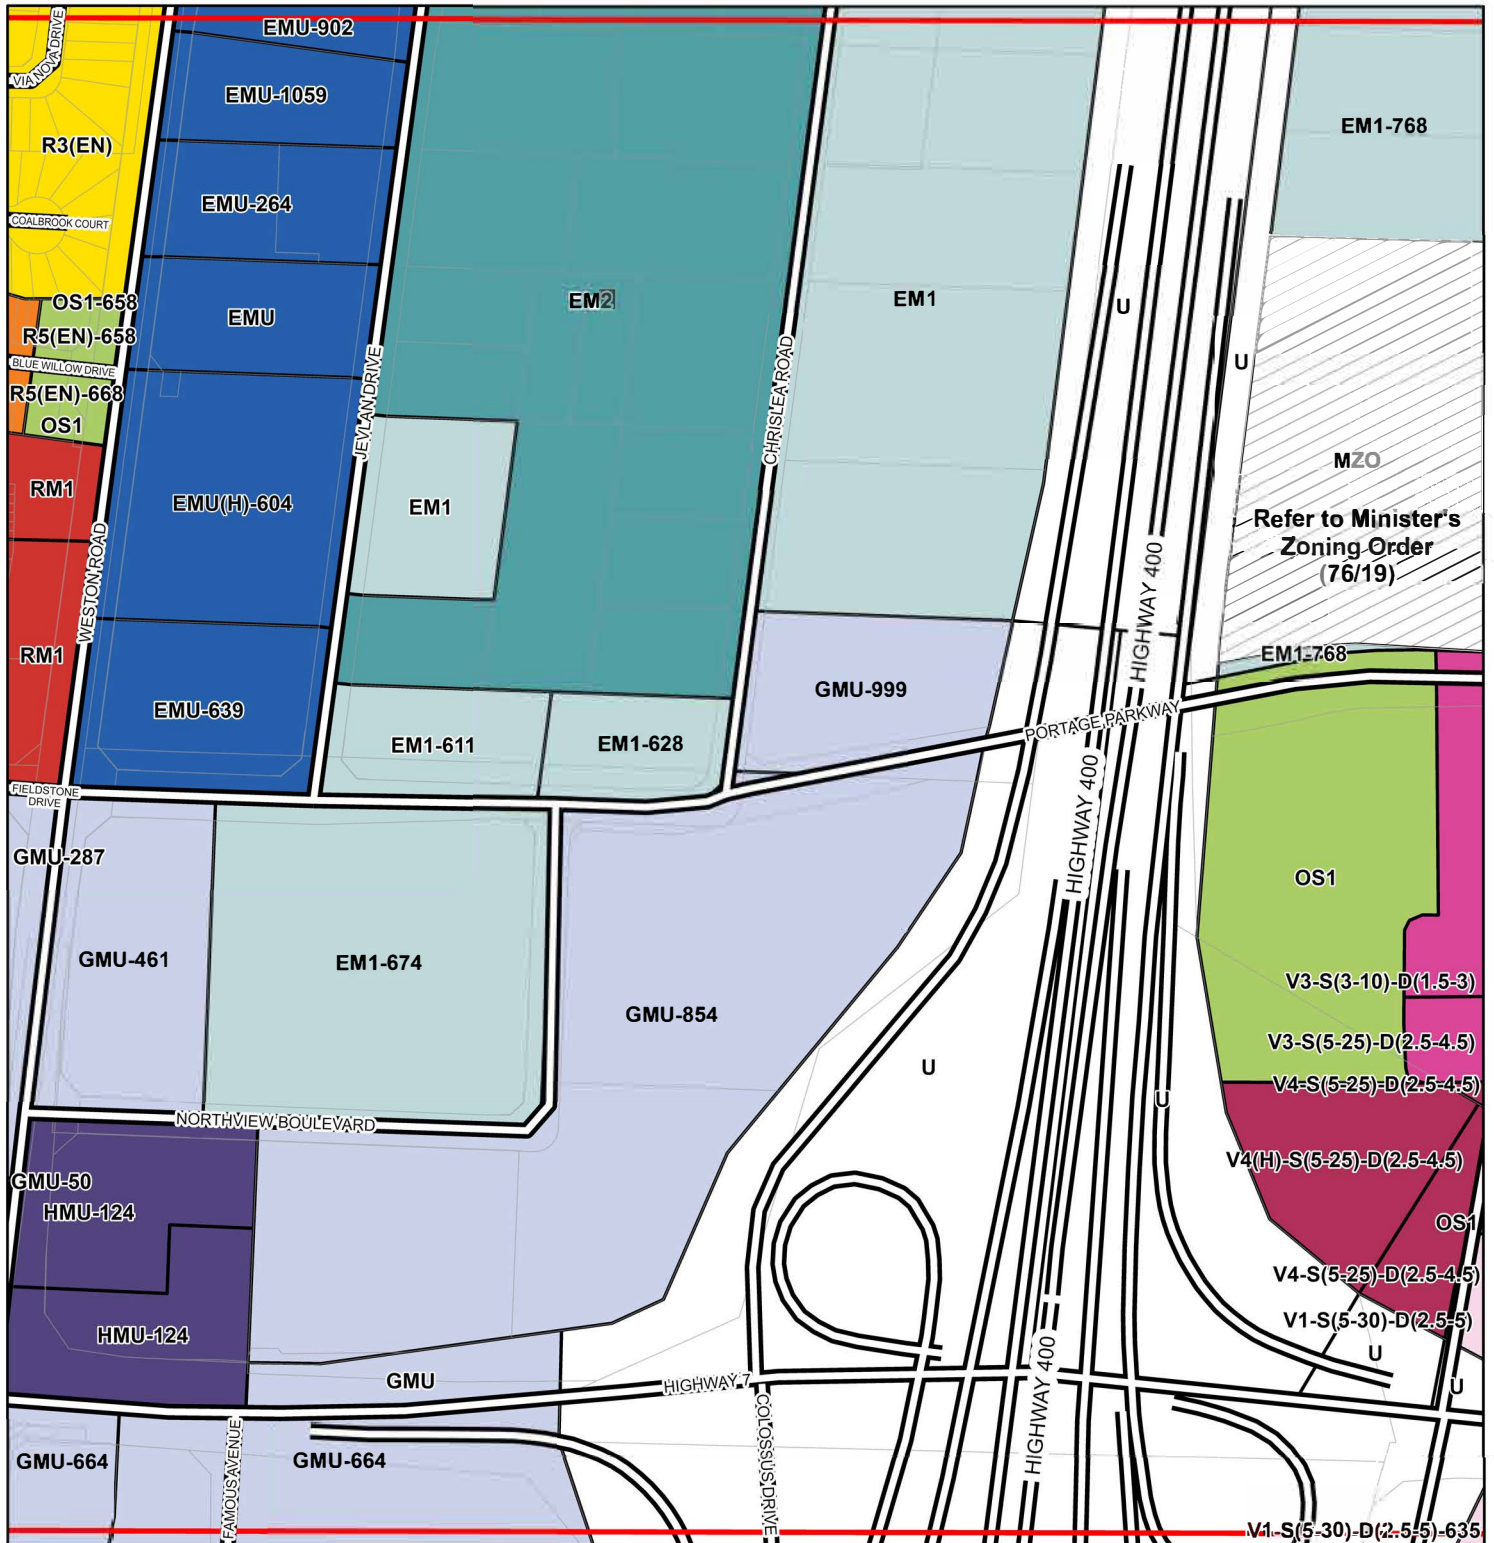 EMU-902
VIA NOVA DRIVE
EMU-1059
EM1-768
R3(EN)
EMU-264
COALBROOK COURT
OS1-658
EMU
EM2
EM1
U
U
R5(EN)-658
BLUE WILLOW DRIVE
R5(EN)-668
OS1
JEVLAN DRIVE
CHRISLEA ROAD
MZO
Refer to Minister's
Zoning Order
(76/19)
RM1
EMU(H)-604
EM1
WESTON ROAD
HIGHWAY 400
RM1
EM1-768
EMU-639
GMU-999
PORTAGE PARKWAY
EM1-611
EM1-628
FIELDSTONE
DRIVE
HIGHWAY 400
GMU-287
OS1
GMU-461
EM1-674
V3-S(3-10)-D(1.5-3)
GMU-854
V3-S(5-25)-D(2.5-4.5)
U
V4-S(5-25)-D(2.5-4.5)
U
NORTHVIEW BOULEVARD
V4(H)-S(5-25)-D(2.5-4.5)
GMU-50
HMU-124
OS1
V4-S(5-25)-D(2.5-4.5)
V1-S(5-30)-D(2.5-5)
HMU-124
U
GMU
HIGHWAY 7
U
HIGHWAY 400
COLOSSUS DRIVE
FAMOUS AVENUE
GMU-664
GMU-664
V1-S(5-30)-D(2.5-5)-635